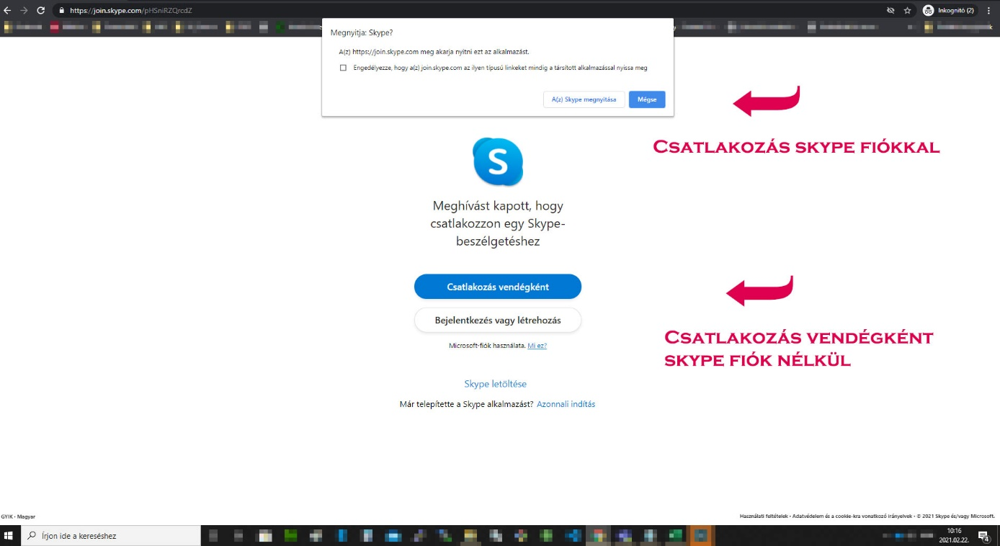 https://join.skype.com/pHSniRZQrcdZ
Inkognitó (2)
Megnyitja: Skype?
A(z) https://join.skype.com meg akarja nyitni ezt az alkalmazást.
Engedélyezze, hogy a(z) join.skype.com az ilyen típusú linkeket mindig a társított alkalmazással nyissa meg
A(z) Skype megnyitása
Mégse
CSATLAKOZÁS SKYPE FIÓKKAL
S
Meghívást kapott, hogy
csatlakozzon egy Skype-
beszélgetéshez
Csatlakozás vendégként
Bejelentkezés vagy létrehozás
Microsoft-fiók használata. Mi ez?
CSATLAKOZÁS VENDÉGKÉNT
SKYPE FIÓK NÉLKÜL
Skype letöltése
Már telepítette a Skype alkalmazást? Azonnali indítás
GYIK • Magyar
Használati feltételek • Adatvédelem és a cookie-kra vonatkozó irányelvek • © 2021 Skype és/vagy Microsoft.
Írjon ide a kereséshez
10:16
2021.02.22.
4